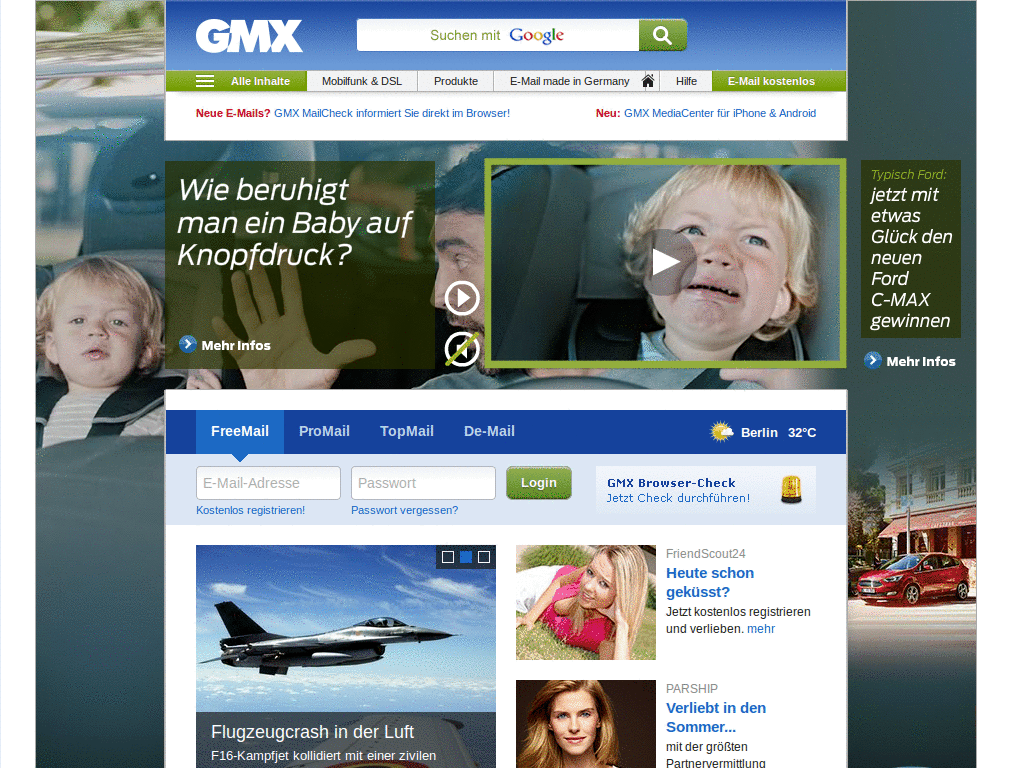 GMX
Suchen mit Google
Alle Inhalte
Mobilfunk & DSL
Produkte
E-Mail made in Germany
Hilfe
E-Mail kostenlos
Neue E-Mails? GMX MailCheck informiert Sie direkt im Browser!
Neu: GMX MediaCenter für iPhone & Android
Wie beruhigt
man ein Baby auf
Knopfdruck?
Mehr Infos
Typisch Ford:
jetzt mit
etwas
Glück den
neuen
Ford
C-MAX
gewinnen
Mehr Infos
FreeMail
ProMail
TopMail
De-Mail
Berlin 32°C
E-Mail-Adresse
Passwort
Login
Kostenlos registrieren!
Passwort vergessen?
GMX Browser-Check
Jetzt Check durchführen!
Flugzeugcrash in der Luft
F16-Kampfjet kollidiert mit einer zivilen
FriendScout24
Heute schon
geküsst?
Jetzt kostenlos registrieren
und verlieben. mehr
PARSHIP
Verliebt in den
Sommer...
mit der größten
Partnervermittlung